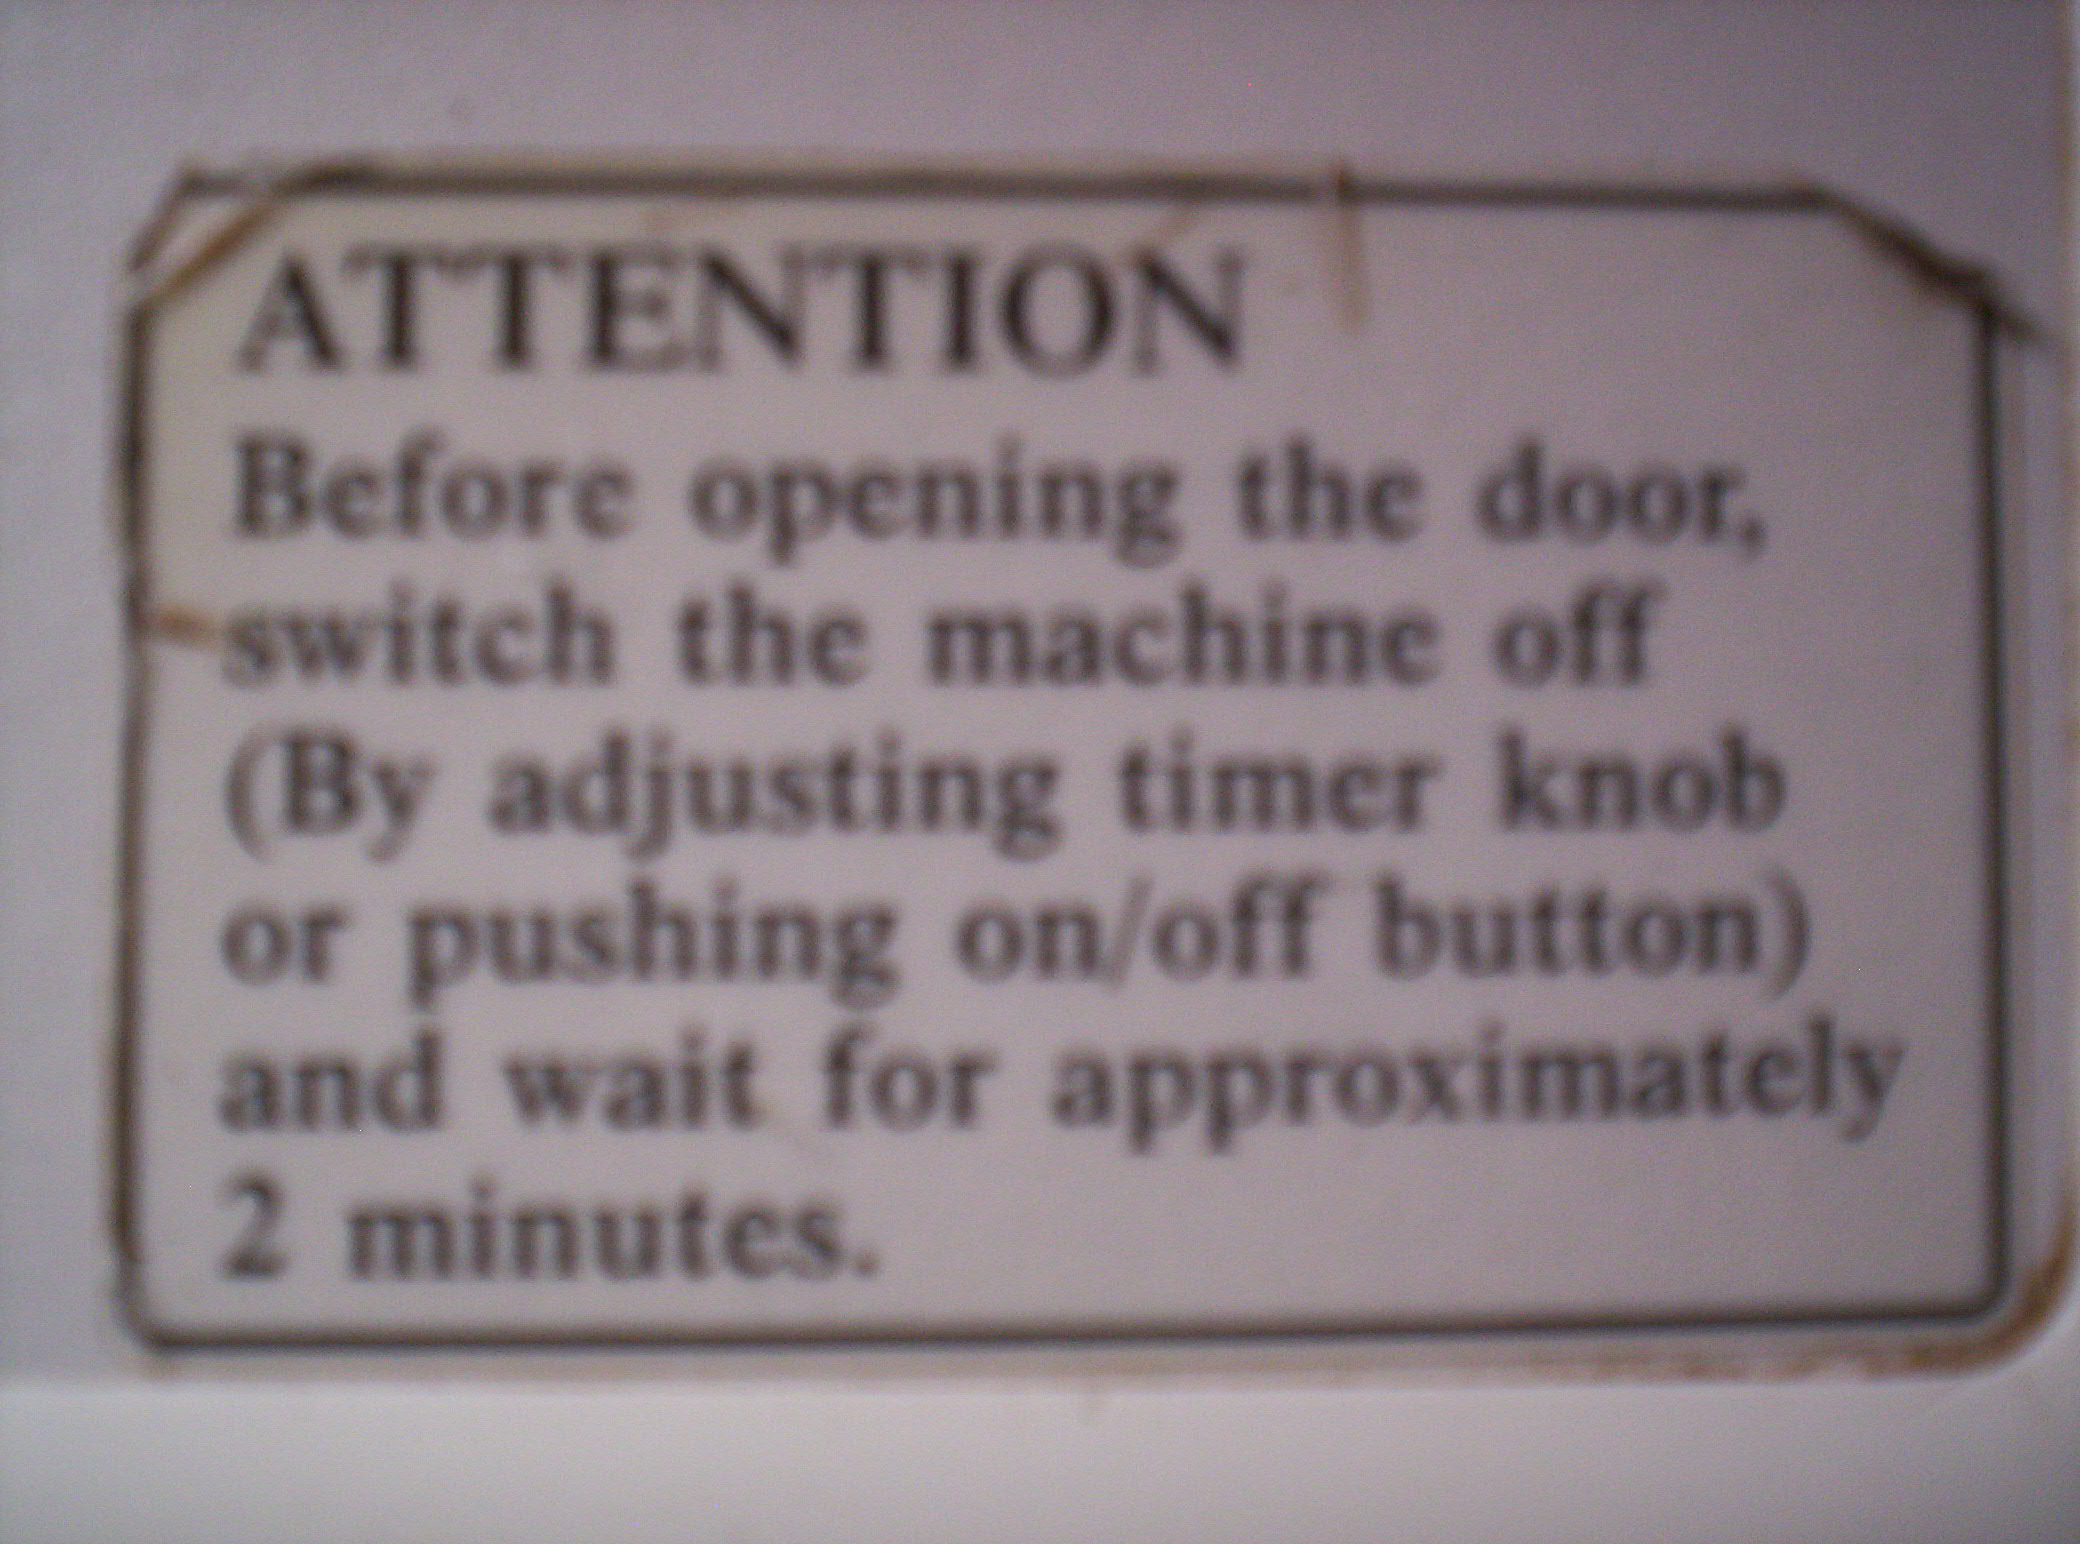 ATTENTION
Before opening the door,
switch the machine off
(By adjusting timer knob
or pushing on/off button)
and wait for approximately
2 minutes.